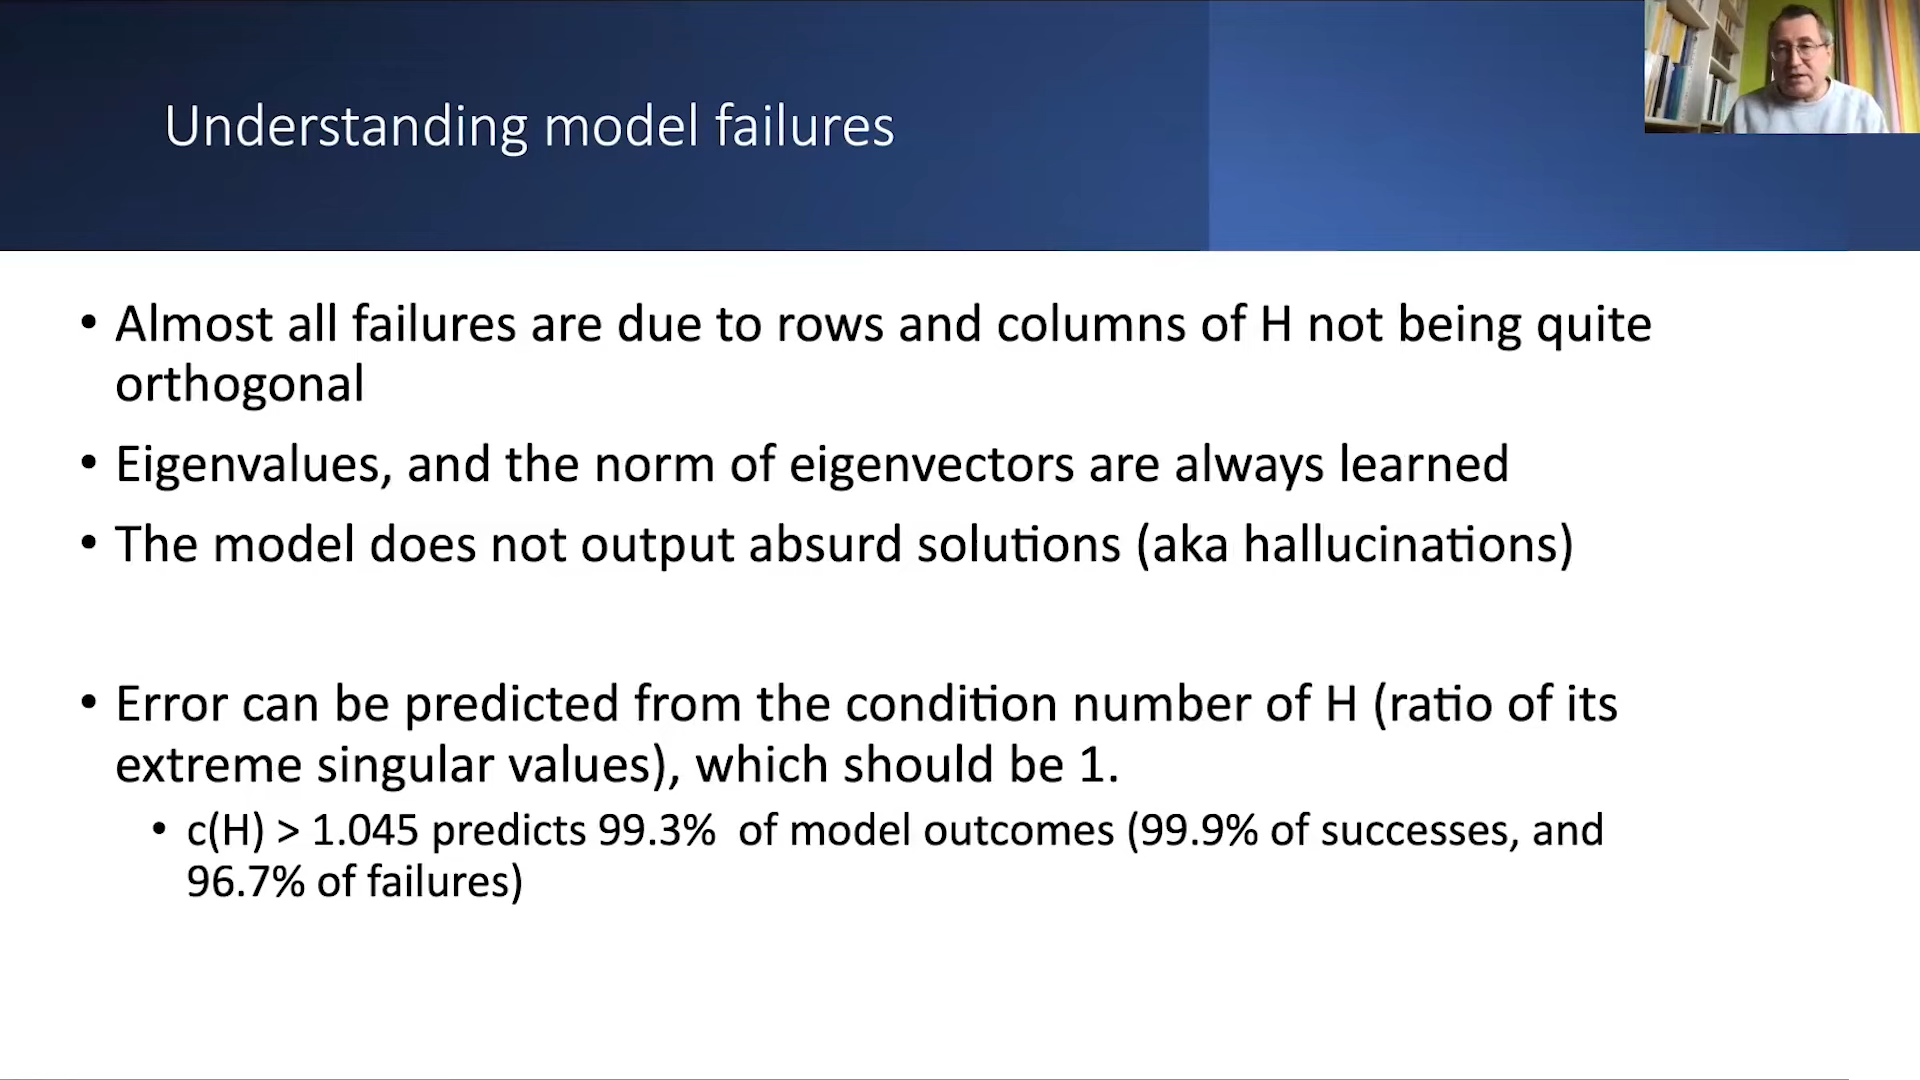 Understanding model failures
• Almost all failures are due to rows and columns of H not being quite
orthogonal
• Eigenvalues, and the norm of eigenvectors are always learned
• The model does not output absurd solutions (aka hallucinations)
• Error can be predicted from the condition number of H (ratio of its
extreme singular values), which should be 1.
• c(H) > 1.045 predicts 99.3%  of model outcomes (99.9% of successes, and
96.7% of failures)